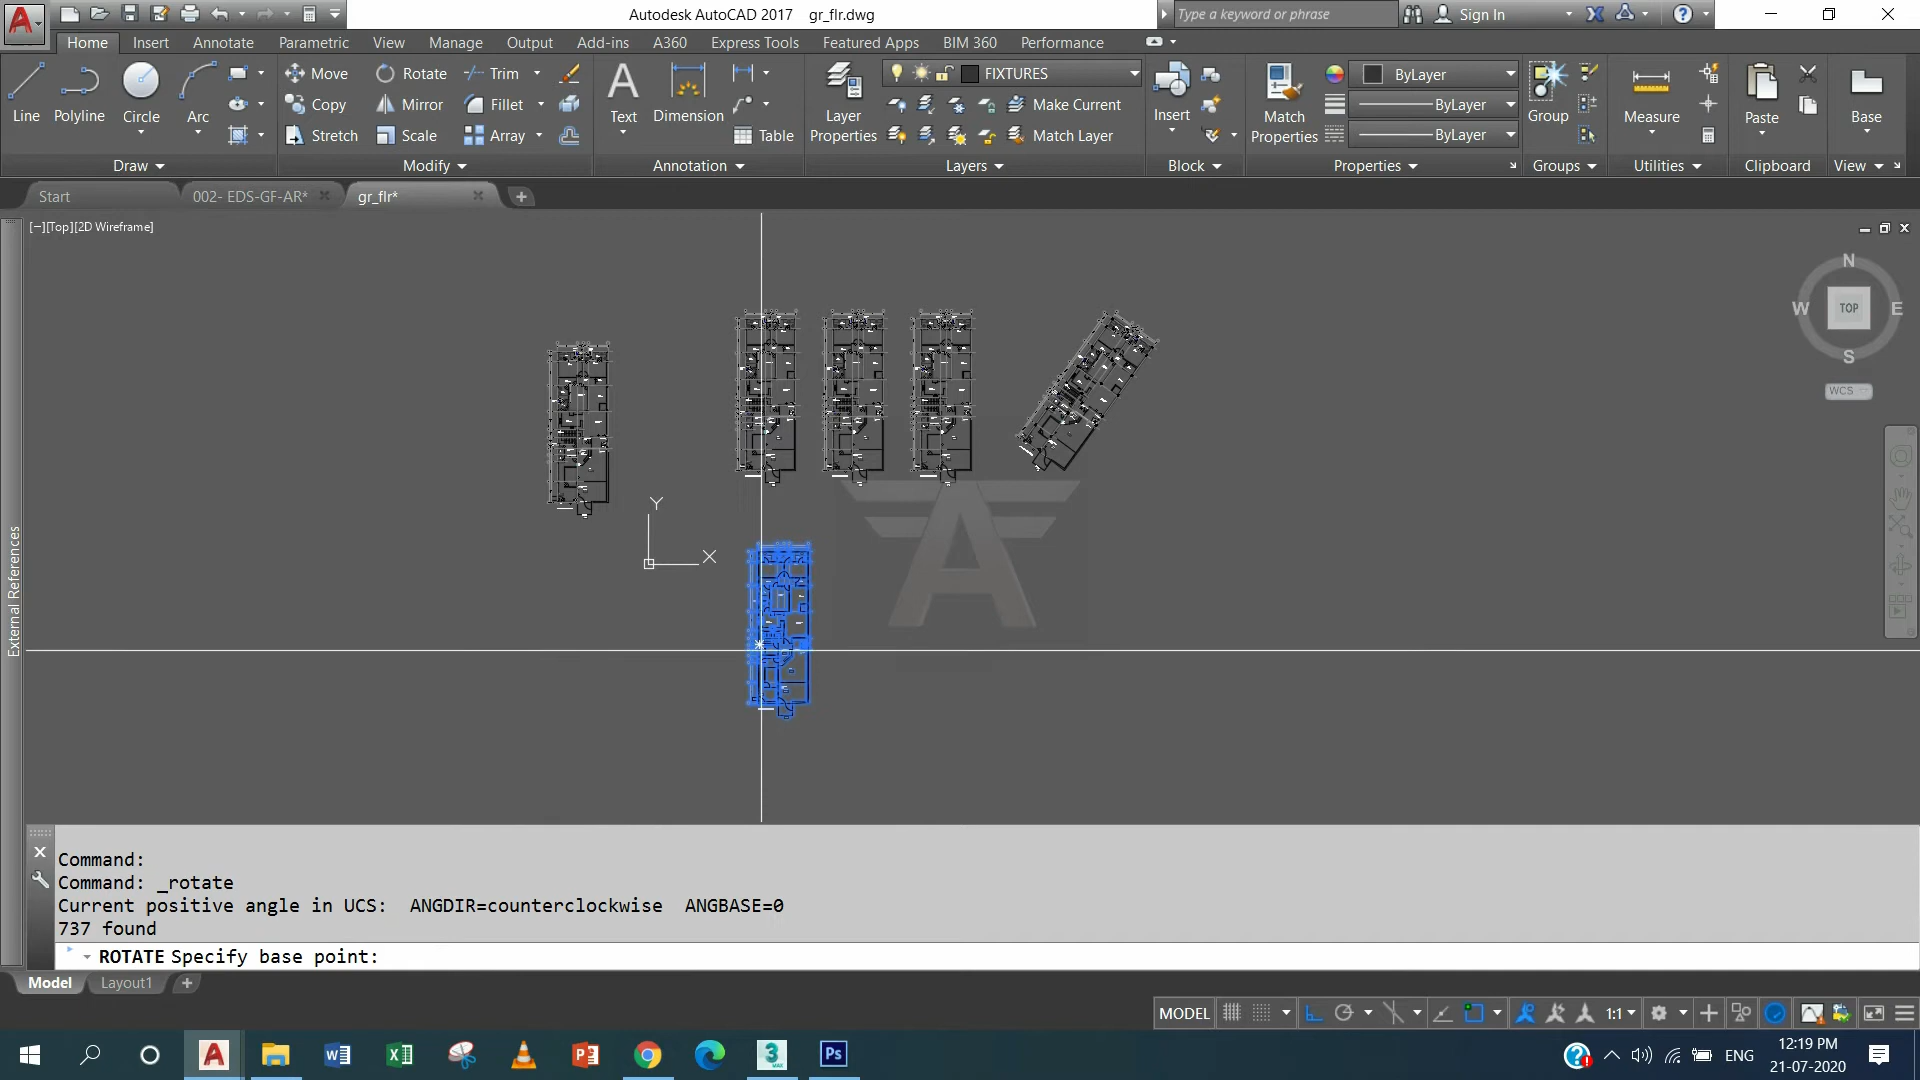 Autodesk AutoCAD 2017 gr_flr.dwg
Type a keyword or phrase
Sign In
Home Insert Annotate Parametric View Manage Output Add-ins A360 Express Tools Featured Apps BIM 360 Performance
Line Polyline Circle Arc
Move Rotate Trim
Copy Mirror Fillet
Stretch Scale Array
Text Dimension Table
Layer Properties
FIXTURES
Make Current
Match Layer
Insert
Match Properties
ByLayer
ByLayer
ByLayer
Group
Measure
Paste
Base
Draw Modify Annotation Layers Block Properties Groups Utilities Clipboard View
Start 002- EDS-GF-AR* gr_flr*
[−][Top][2D Wireframe]
N
W TOP E
S
WCS
Y
X
External References
Command:
Command: _rotate
Current positive angle in UCS: ANGDIR=counterclockwise ANGBASE=0
737 found
ROTATE Specify base point:
Model Layout1
MODEL 1:1
ENG
12:19 PM
21-07-2020